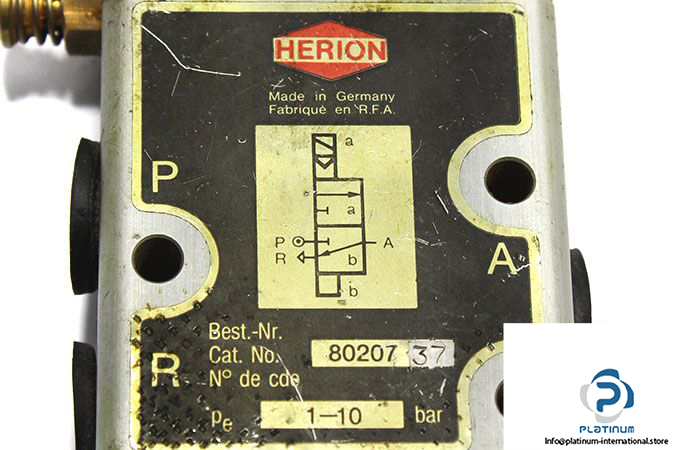 HERION
Made in Germany
Fabriqué en R.F.A.
a
P
a
P A
R
b
b
A
Best.-Nr.
Cat. No. 80207 37
R
N° de cde
pe 1–10 bar
PLATINUM
Info@platinum-international.store